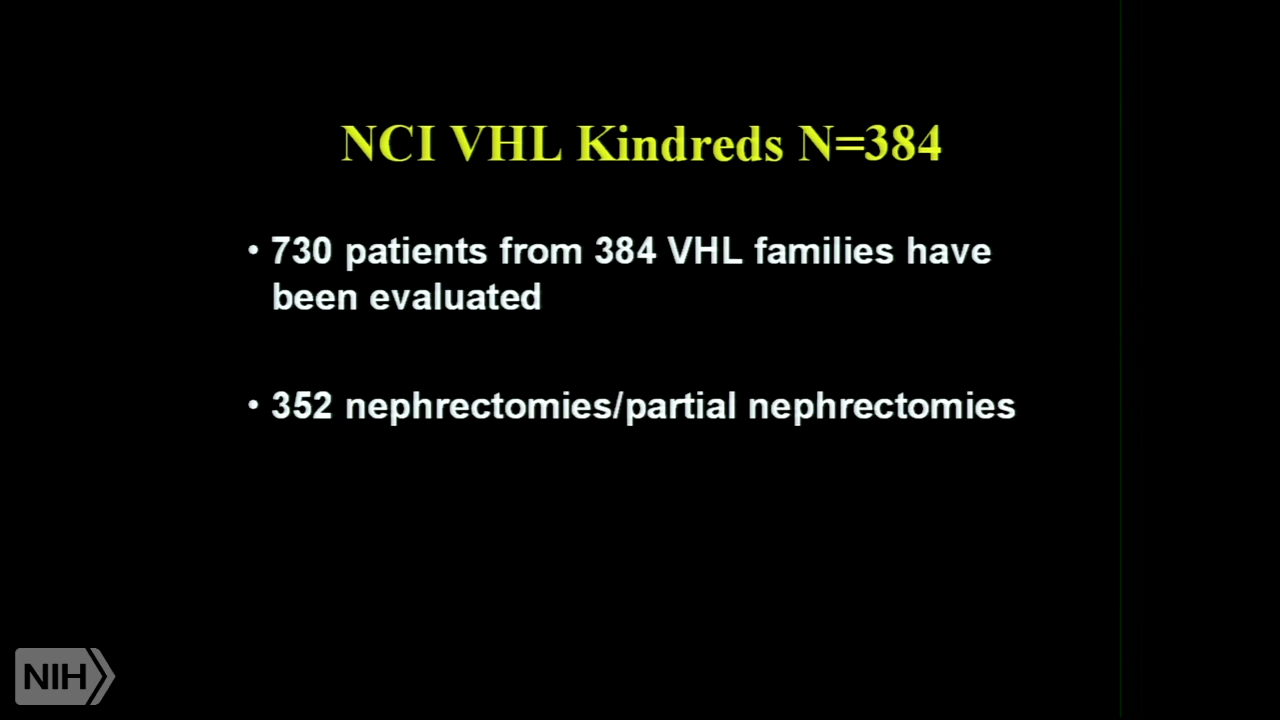 NCI VHL Kindreds N=384
• 730 patients from 384 VHL families have
been evaluated
• 352 nephrectomies/partial nephrectomies
NIH